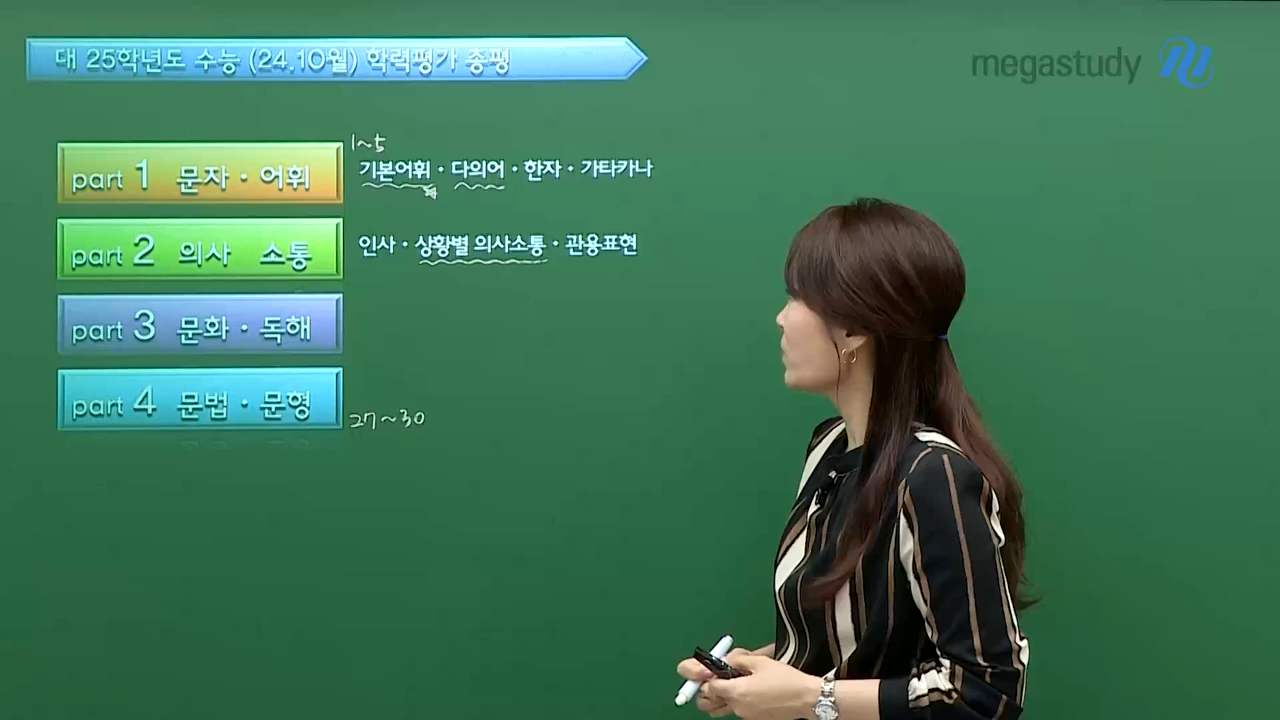 대 25학년도 수능 (24.10월) 학력평가 총평
megastudy
1~5
part 1 문자·어휘
기본어휘·다의어·한자·가타카나
part 2 의사 소통
인사·상황별 의사소통·관용표현
part 3 문화·독해
part 4 문법·문형
27~30